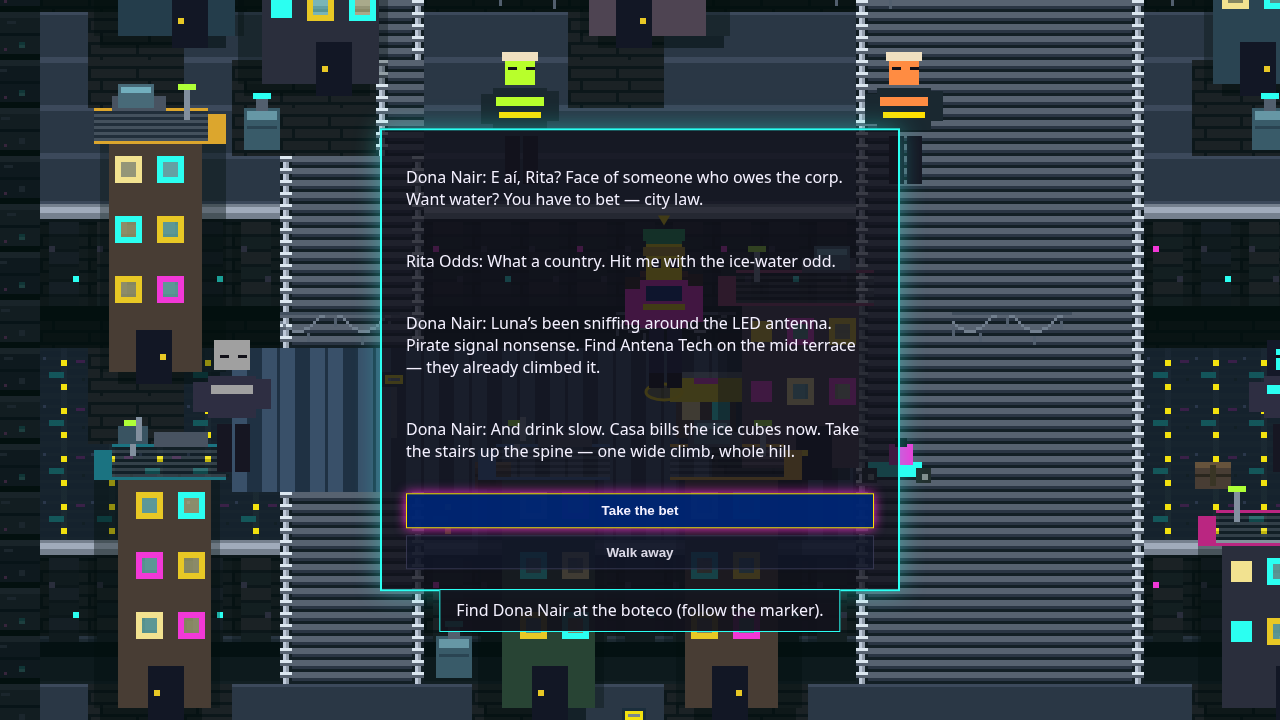 Dona Nair: E aí, Rita? Face of someone who owes the corp.
Want water? You have to bet — city law.
Rita Odds: What a country. Hit me with the ice-water odd.
Dona Nair: Luna’s been sniffing around the LED antenna.
Pirate signal nonsense. Find Antena Tech on the mid terrace
— they already climbed it.
Dona Nair: And drink slow. Casa bills the ice cubes now. Take
the stairs up the spine — one wide climb, whole hill.
Take the bet
Walk away
Find Dona Nair at the boteco (follow the marker).